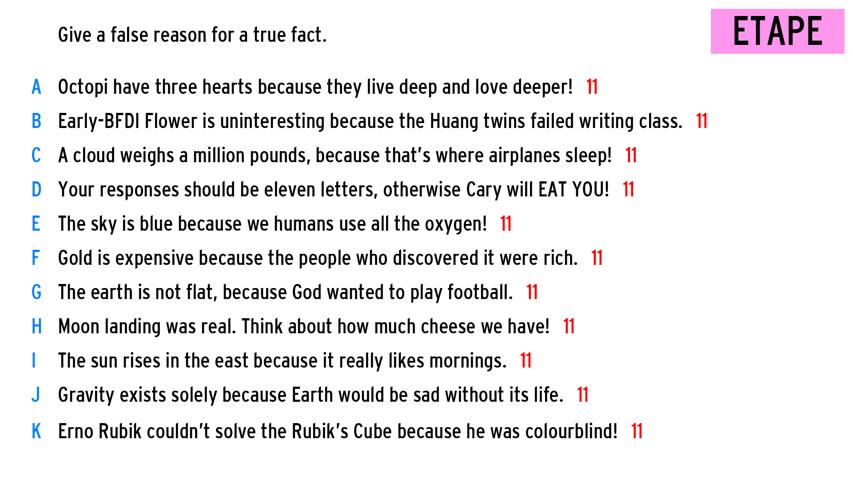 Give a false reason for a true fact.
ETAPE
A Octopi have three hearts because they live deep and love deeper! 11
B Early-BFDI Flower is uninteresting because the Huang twins failed writing class. 11
C A cloud weighs a million pounds, because that's where airplanes sleep! 11
D Your responses should be eleven letters, otherwise Cary will EAT YOU! 11
E The sky is blue because we humans use all the oxygen! 11
F Gold is expensive because the people who discovered it were rich. 11
G The earth is not flat, because God wanted to play football. 11
H Moon landing was real. Think about how much cheese we have! 11
I The sun rises in the east because it really likes mornings. 11
J Gravity exists solely because Earth would be sad without its life. 11
K Erno Rubik couldn't solve the Rubik's Cube because he was colourblind! 11